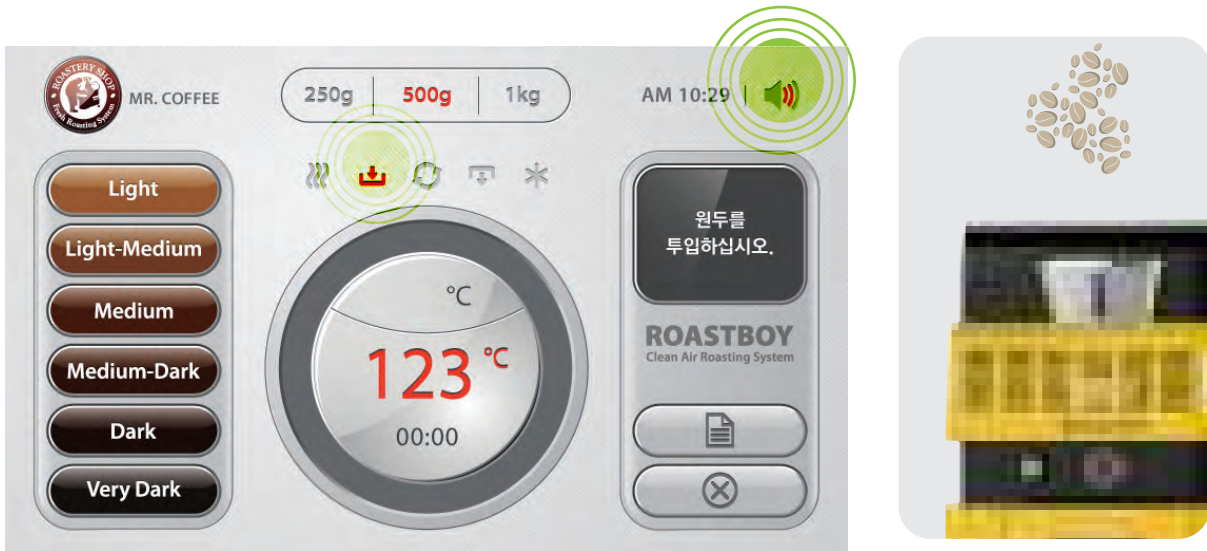 ROASTERY SHOP
Fresh Roasting System
MR. COFFEE
250g 500g 1kg
AM 10:29
Light
Light-Medium
Medium
Medium-Dark
Dark
Very Dark
°C
123 °C
00:00
원두를
투입하십시오.
ROASTBOY
Clean Air Roasting System